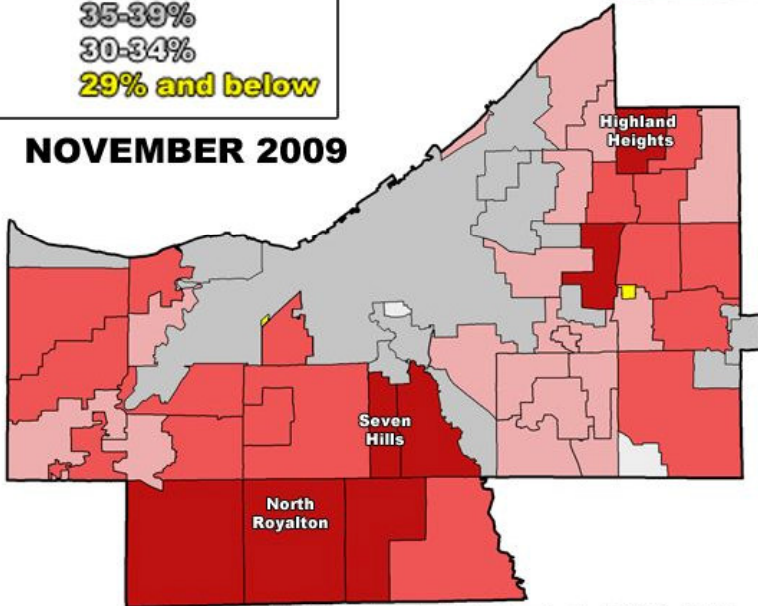 35-39%
30-34%
29% and below
NOVEMBER 2009
Highland
Heights
Seven
Hills
North
Royalton